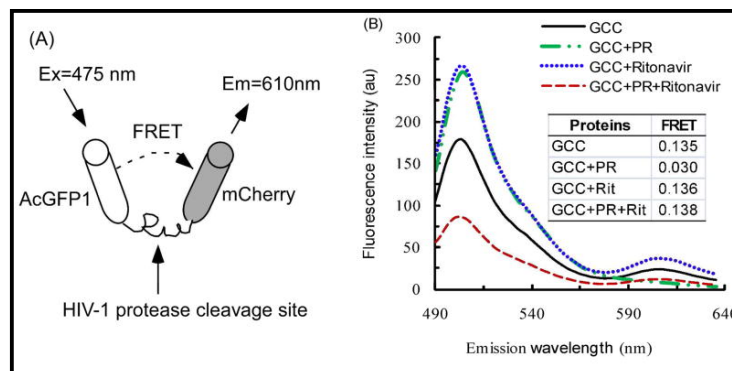 (A)
Ex=475 nm
Em=610nm
FRET
AcGFP1
mCherry
HIV-1 protease cleavage site
(B)
GCC
GCC+PR
GCC+Ritonavir
GCC+PR+Ritonavir
Fluorescence intensity (au)
300
250
200
150
100
50
0
Proteins FRET
GCC 0.135
GCC+PR 0.030
GCC+Rit 0.136
GCC+PR+Rit 0.138
490 540 590 640
Emission wavelength (nm)